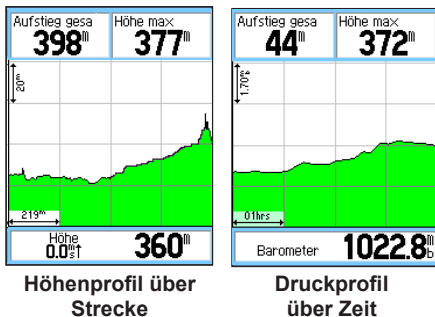 Aufstieg gesa
398m
Höhe max
377m
20m
219m
Höhe
0.0m/s↑
360m
Höhenprofil über
Strecke
Aufstieg gesa
44m
Höhe max
372m
1.70mb
01hrs
Barometer
1022.8mb
Druckprofil
über Zeit